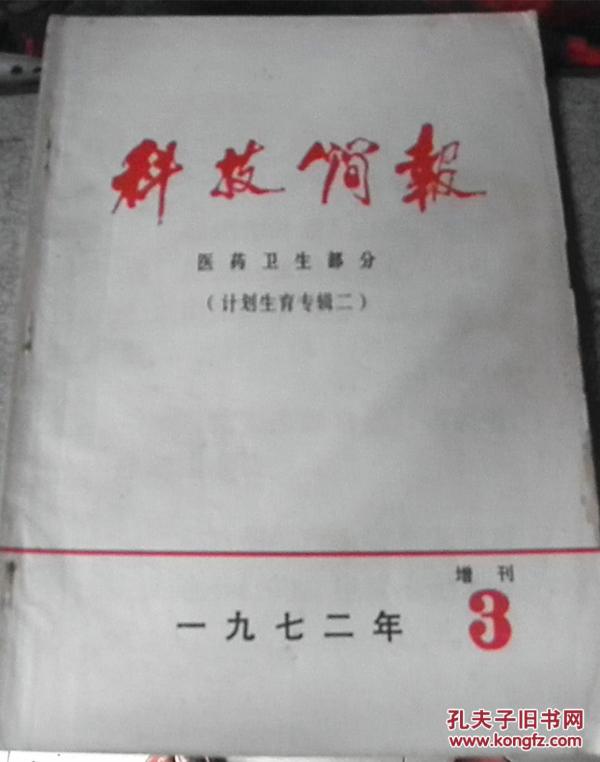 科技简報
医药卫生部分
（计划生育专辑二）
增刊
一九七二年 3
孔夫子旧书网
www.kongfz.com